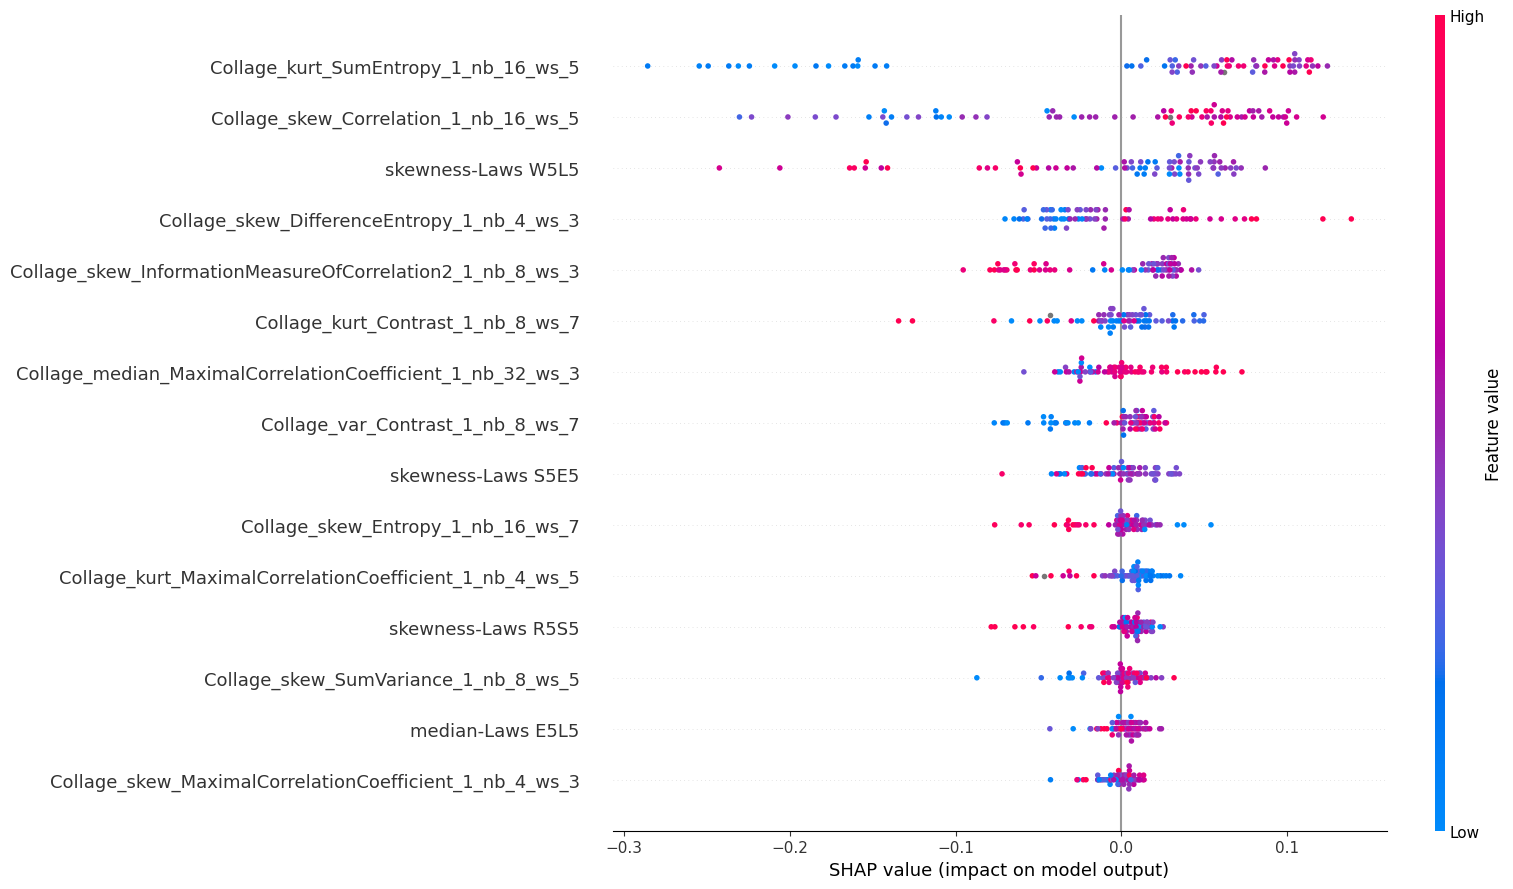 High
Collage_kurt_SumEntropy_1_nb_16_ws_5
Collage_skew_Correlation_1_nb_16_ws_5
skewness-Laws W5L5
Collage_skew_DifferenceEntropy_1_nb_4_ws_3
Collage_skew_InformationMeasureOfCorrelation2_1_nb_8_ws_3
Collage_kurt_Contrast_1_nb_8_ws_7
Collage_median_MaximalCorrelationCoefficient_1_nb_32_ws_3
Collage_var_Contrast_1_nb_8_ws_7
skewness-Laws S5E5
Collage_skew_Entropy_1_nb_16_ws_7
Collage_kurt_MaximalCorrelationCoefficient_1_nb_4_ws_5
skewness-Laws R5S5
Collage_skew_SumVariance_1_nb_8_ws_5
median-Laws E5L5
Collage_skew_MaximalCorrelationCoefficient_1_nb_4_ws_3
Feature value
Low
−0.3 −0.2 −0.1 0.0 0.1
SHAP value (impact on model output)